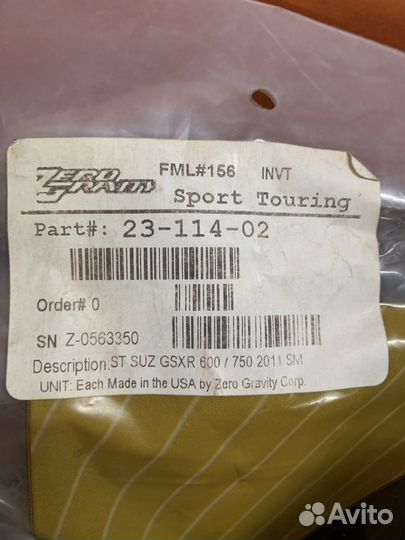 ZERO GRAVITY
FML#156 INVT
Sport Touring
Part#: 23-114-02
Order# 0
SN Z-0563350
Description: ST SUZ GSXR 600 / 750 2011 SM
UNIT: Each Made in the USA by Zero Gravity Corp.
Avito